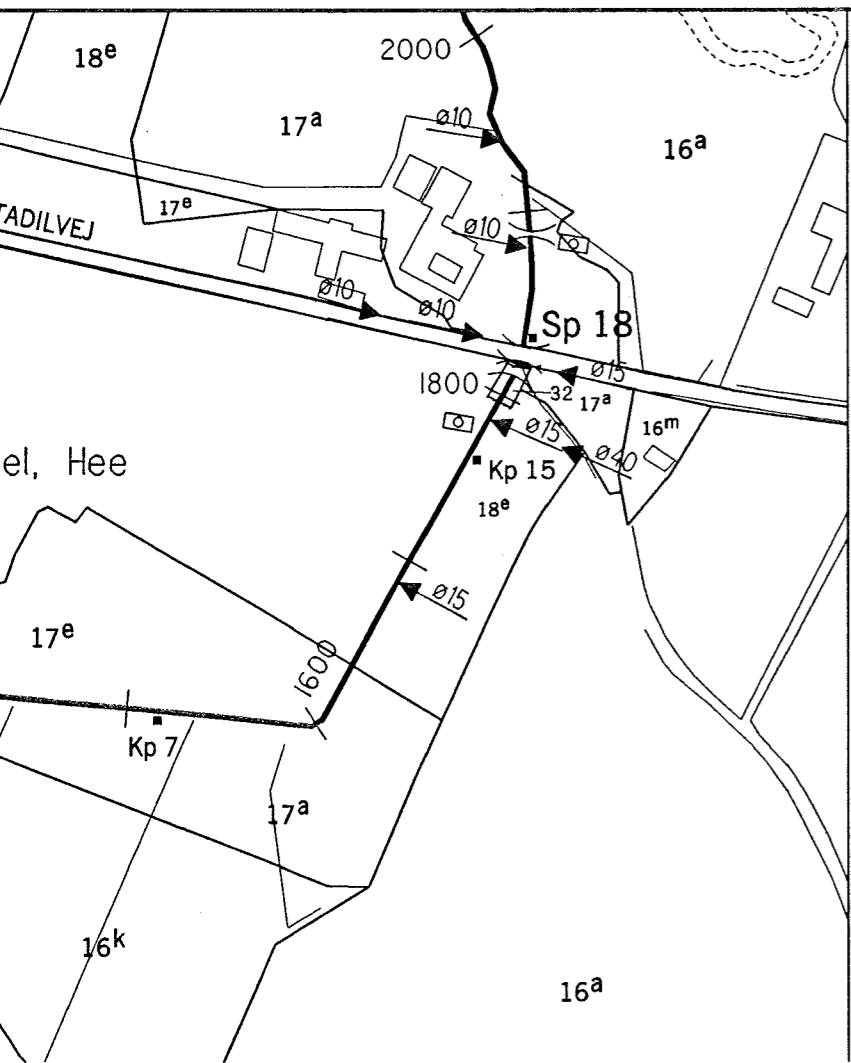 2000
18e
ø10
17a
16a
17e
TADILVEJ
ø10
ø10
ø10
Sp 18
ø15
1800
32
17a
ø15
16m
el, Hee
ø40
Kp 15
18e
ø15
17e
1600
Kp 7
17a
16k
16a